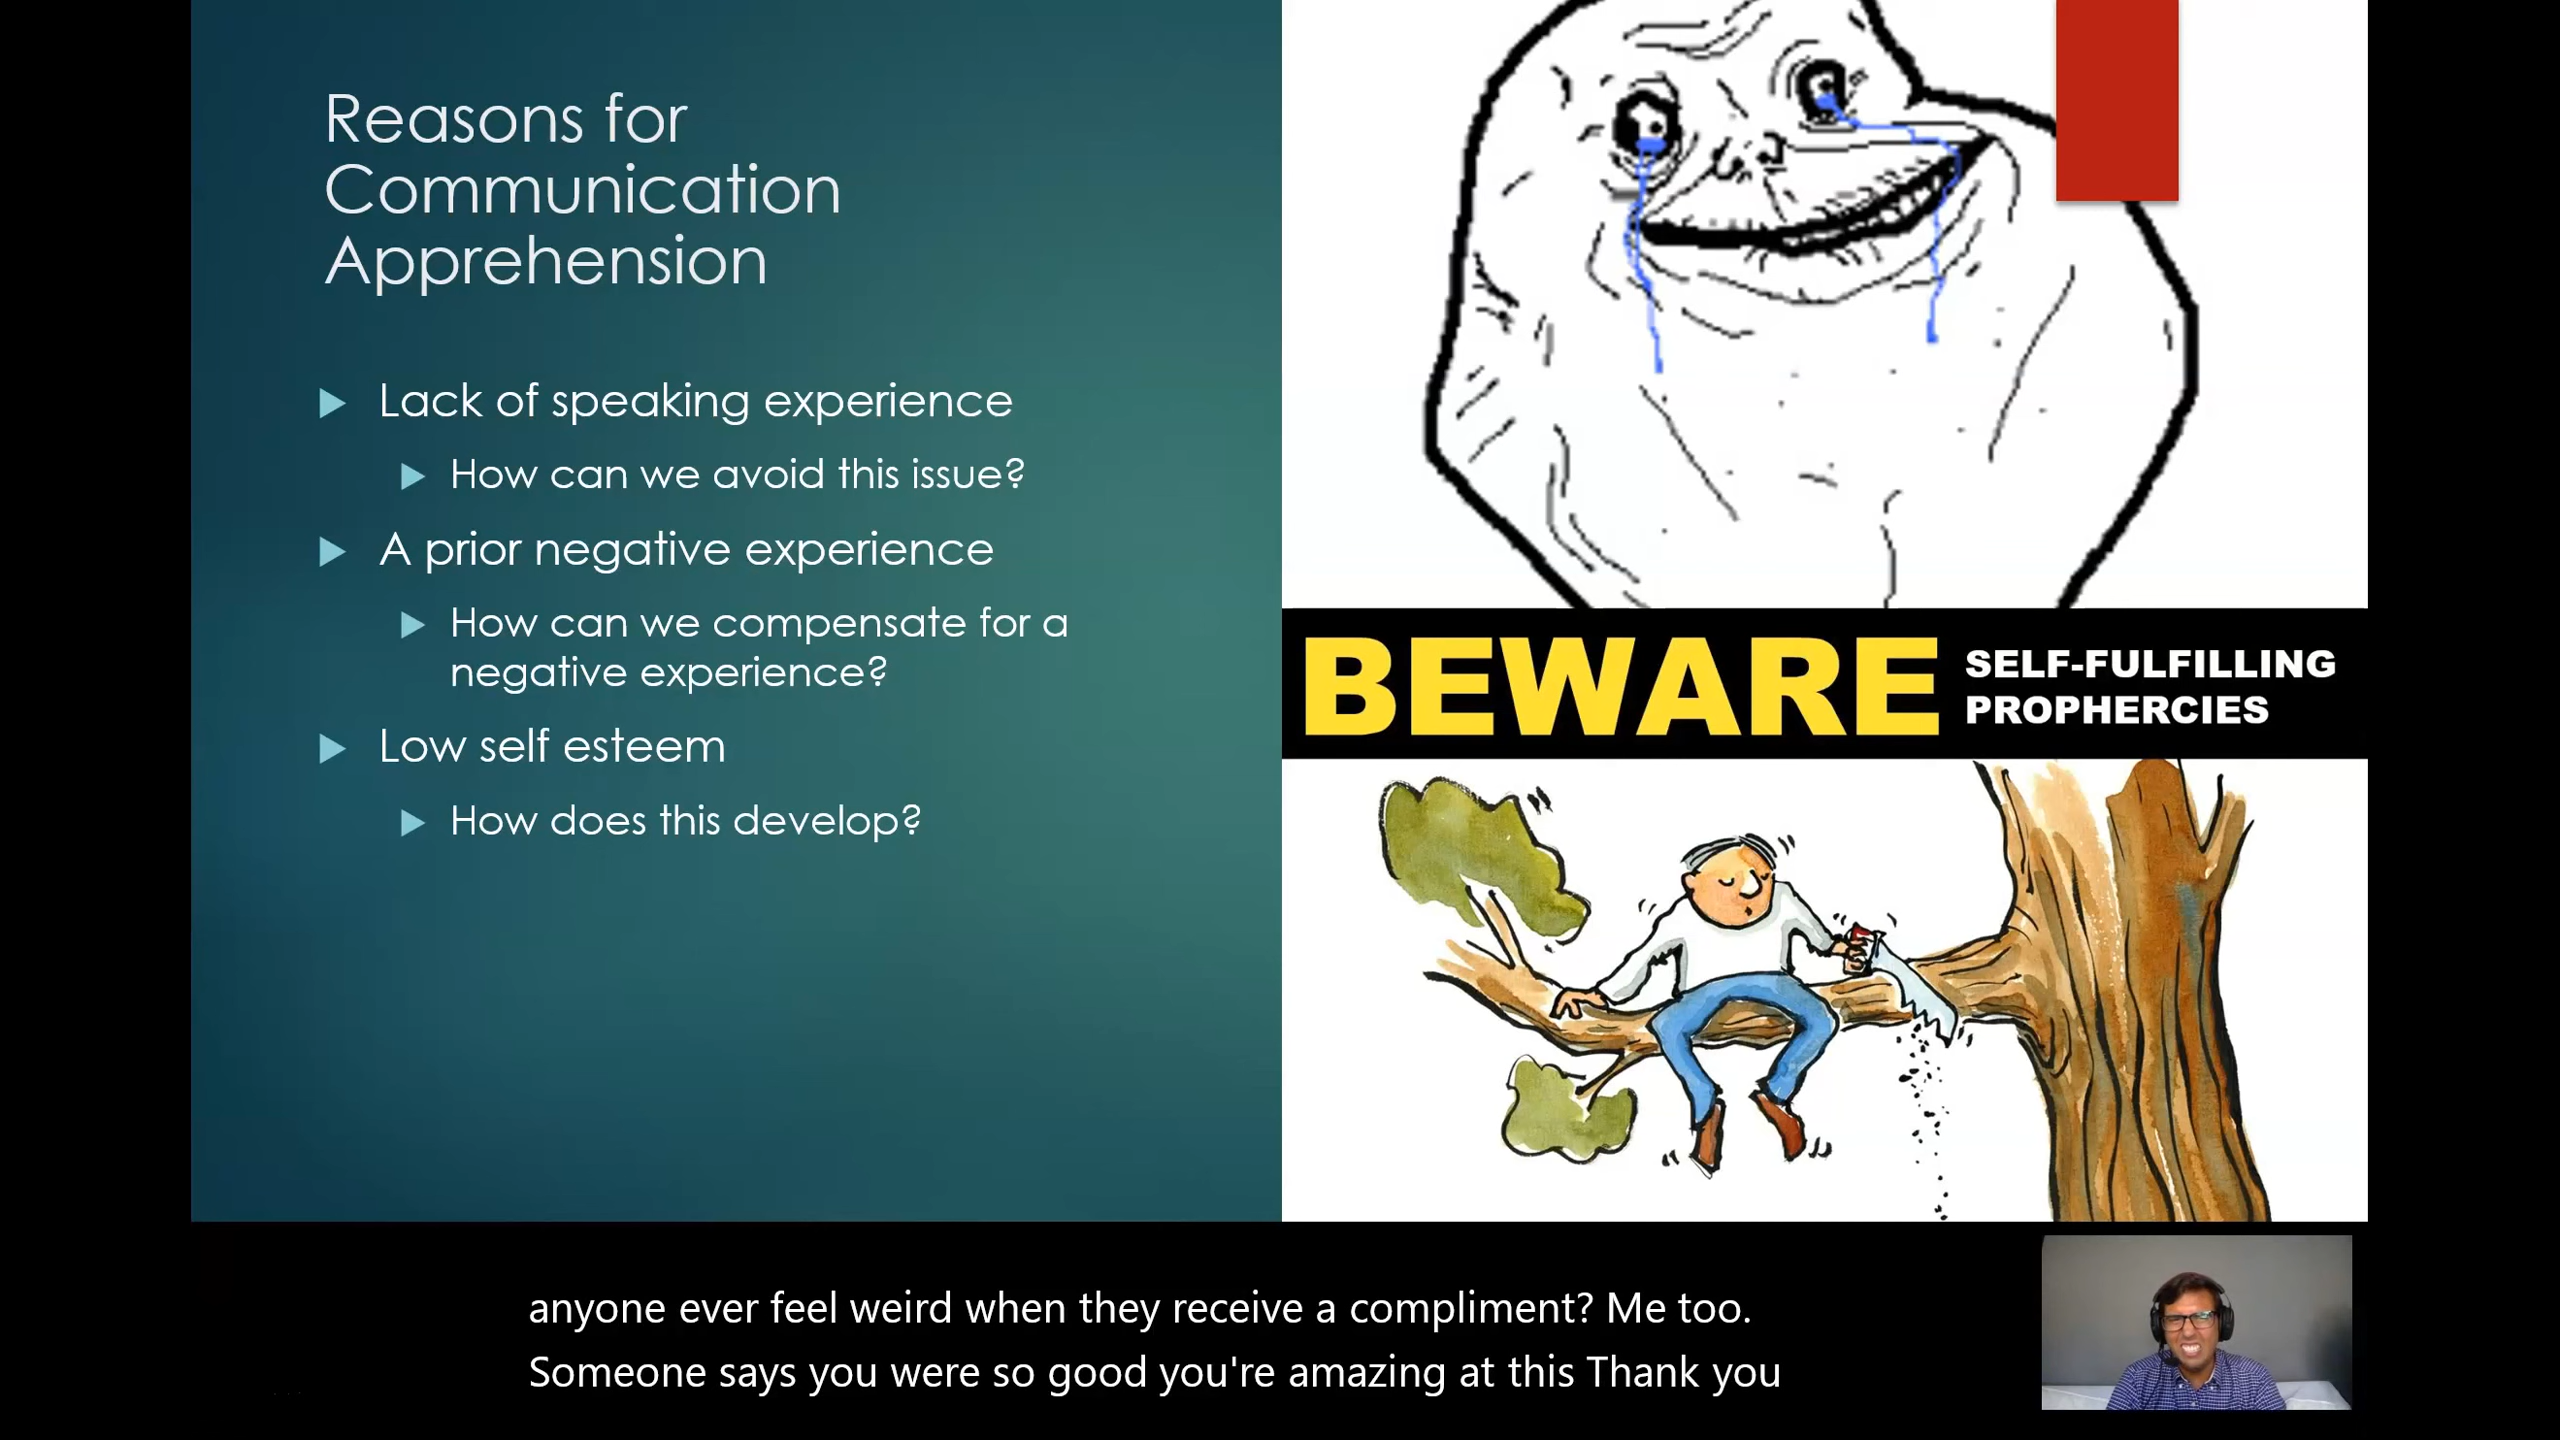 Reasons for
Communication
Apprehension
Lack of speaking experience
How can we avoid this issue?
A prior negative experience
How can we compensate for a
negative experience?
Low self esteem
How does this develop?
BEWARE SELF-FULFILLING
PROPHERCIES
anyone ever feel weird when they receive a compliment? Me too.
Someone says you were so good you're amazing at this Thank you